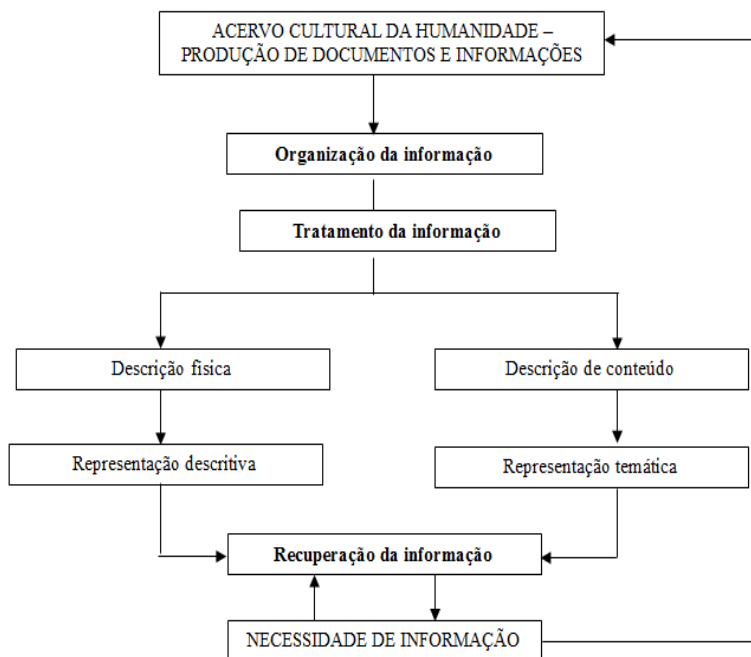 ACERVO CULTURAL DA HUMANIDADE –
PRODUÇÃO DE DOCUMENTOS E INFORMAÇÕES
Organização da informação
Tratamento da informação
Descrição física
Descrição de conteúdo
Representação descritiva
Representação temática
Recuperação da informação
NECESSIDADE DE INFORMAÇÃO